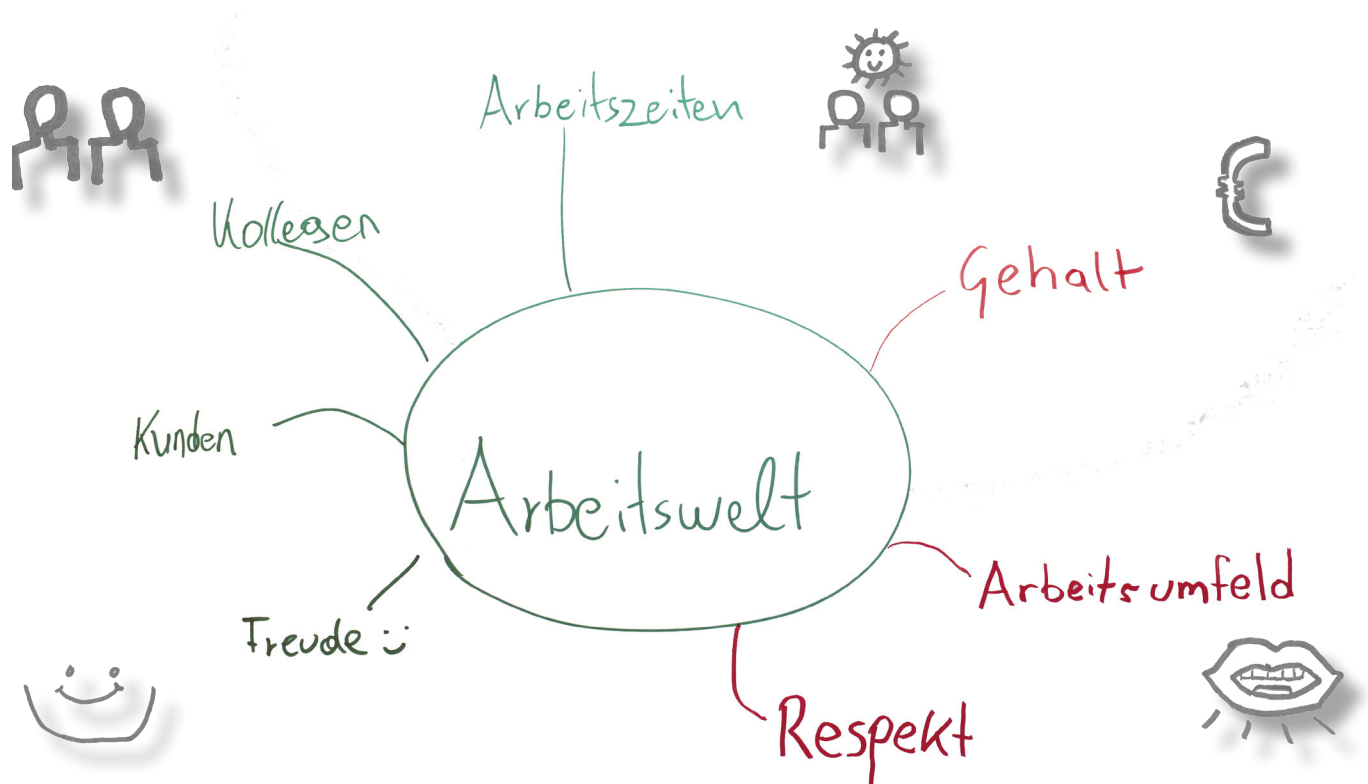 Arbeitszeiten
Kollegen
Gehalt
Kunden
Arbeitswelt
Arbeitsumfeld
Freude :)
Respekt